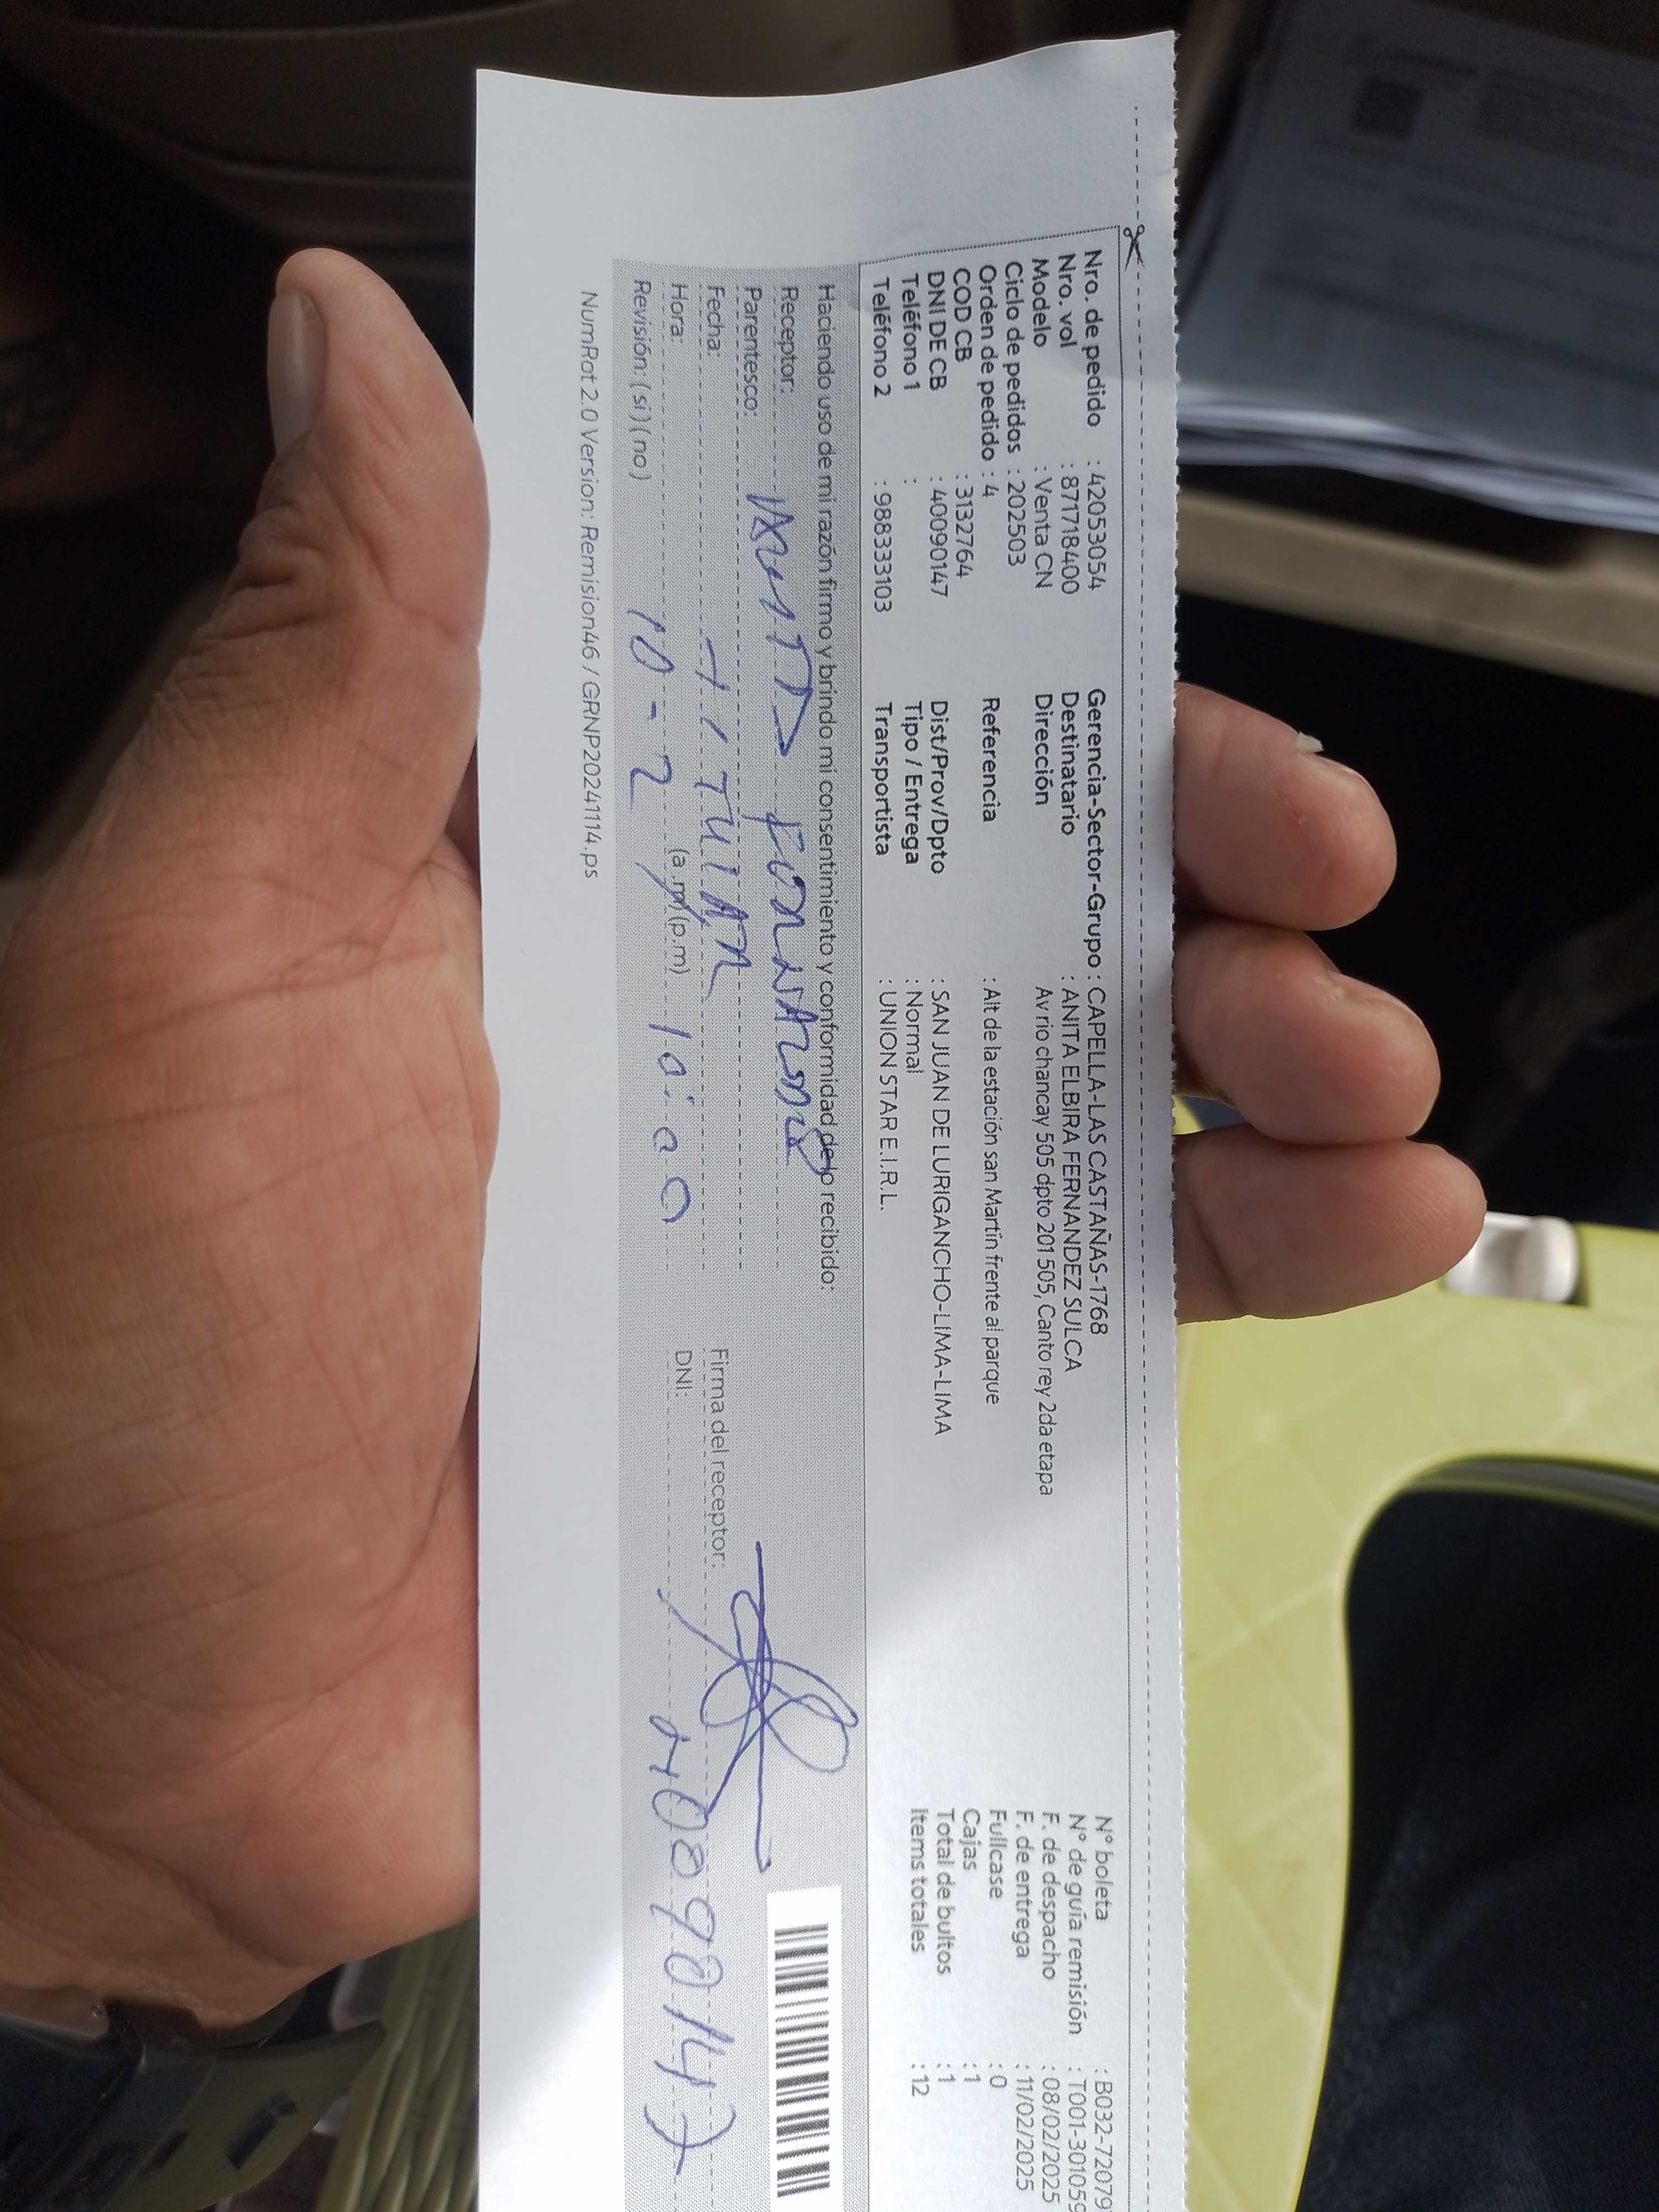 Nro. de pedido : 42053054
Nro. vol : 871718400
Modelo : Venta CN
Ciclo de pedidos : 202503
Orden de pedido : 4
COD CB : 3132764
DNI DE CB : 40090147
Teléfono 1 :
Teléfono 2 : 988333103
Gerencia-Sector-Grupo : CAPELLA-LAS CASTAÑAS-1768
Destinatario : ANITA ELBIRA FERNANDEZ SULCA
Dirección Av rio chancay 505 dpto 201 505, Canto rey 2da etapa
Referencia : Alt de la estación san Martín frente al parque
Dist/Prov/Dpto : SAN JUAN DE LURIGANCHO-LIMA-LIMA
Tipo / Entrega : Normal
Transportista : UNION STAR E.I.R.L.
N° boleta : B032-72079
N° de guía remisión : T001-301059
F. de despacho : 08/02/2025
F. de entrega : 11/02/2025
Fullcase : 0
Cajas : 1
Total de bultos : 1
Items totales : 12
Haciendo uso de mi razón firmo y brindo mi consentimiento y conformidad de lo recibido:
Receptor:
Parentesco:
Fecha: TITULAR
Hora: 10-2 (a.m) (p.m) 10:00
Revisión: (si) (no)
Firma del receptor:
DNI: 40090147
NumRot 2.0 Version: Remision46 / GRNP20241114.ps